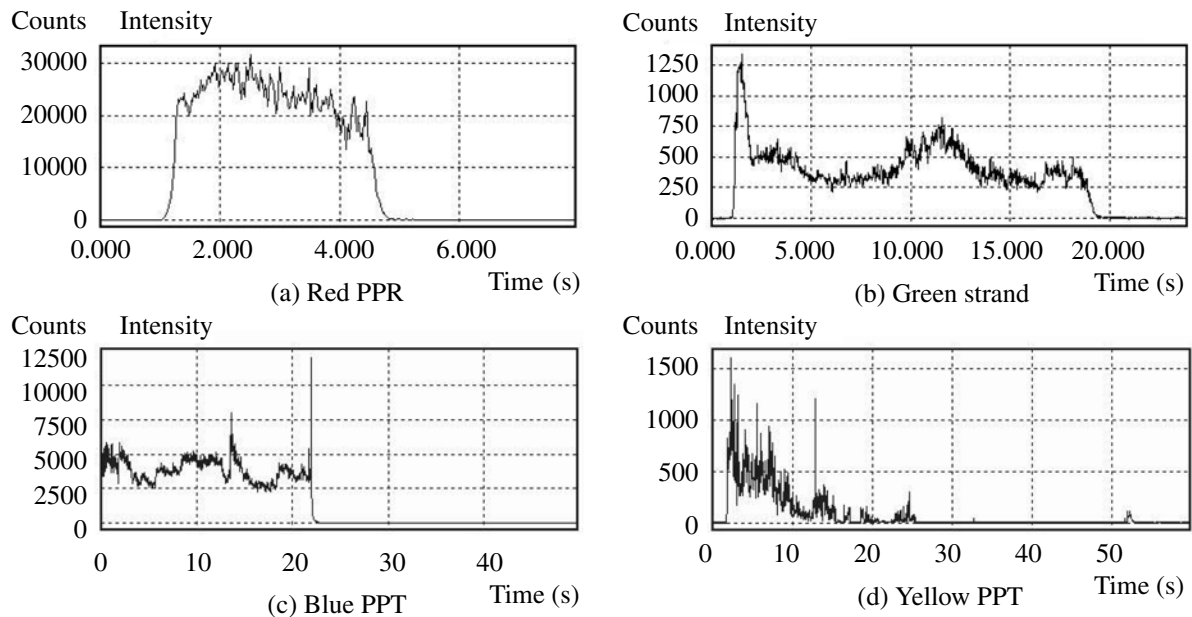 Counts Intensity
30000
20000
10000
0
0.000 2.000 4.000 6.000
Time (s)
(a) Red PPR
Counts Intensity
1250
1000
750
500
250
0
0.000 5.000 10.000 15.000 20.000
Time (s)
(b) Green strand
Counts Intensity
12500
10000
7500
5000
2500
0
0 10 20 30 40
Time (s)
(c) Blue PPT
Counts Intensity
1500
1000
500
0
0 10 20 30 40 50
Time (s)
(d) Yellow PPT